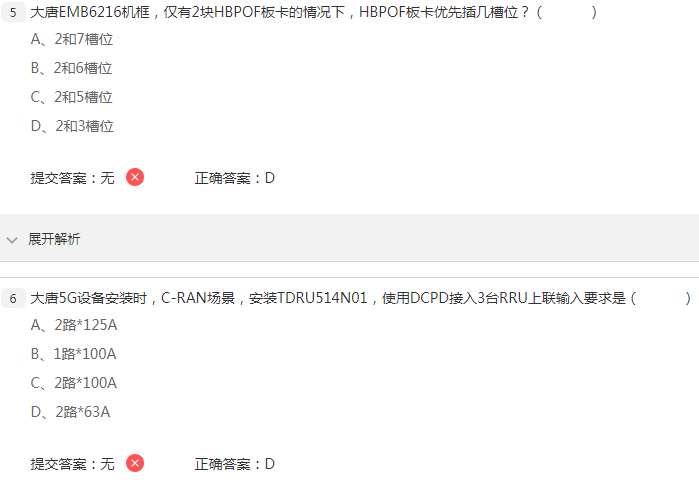 5 大唐EMB6216机框，仅有2块HBPOF板卡的情况下，HBPOF板卡优先插几槽位？（　　　）
A、2和7槽位
B、2和6槽位
C、2和5槽位
D、2和3槽位
提交答案：无 正确答案：D
展开解析
6 大唐5G设备安装时，C-RAN场景，安装TDRU514N01，使用DCPD接入3台RRU上联输入要求是（　　　）
A、2路*125A
B、1路*100A
C、2路*100A
D、2路*63A
提交答案：无 正确答案：D